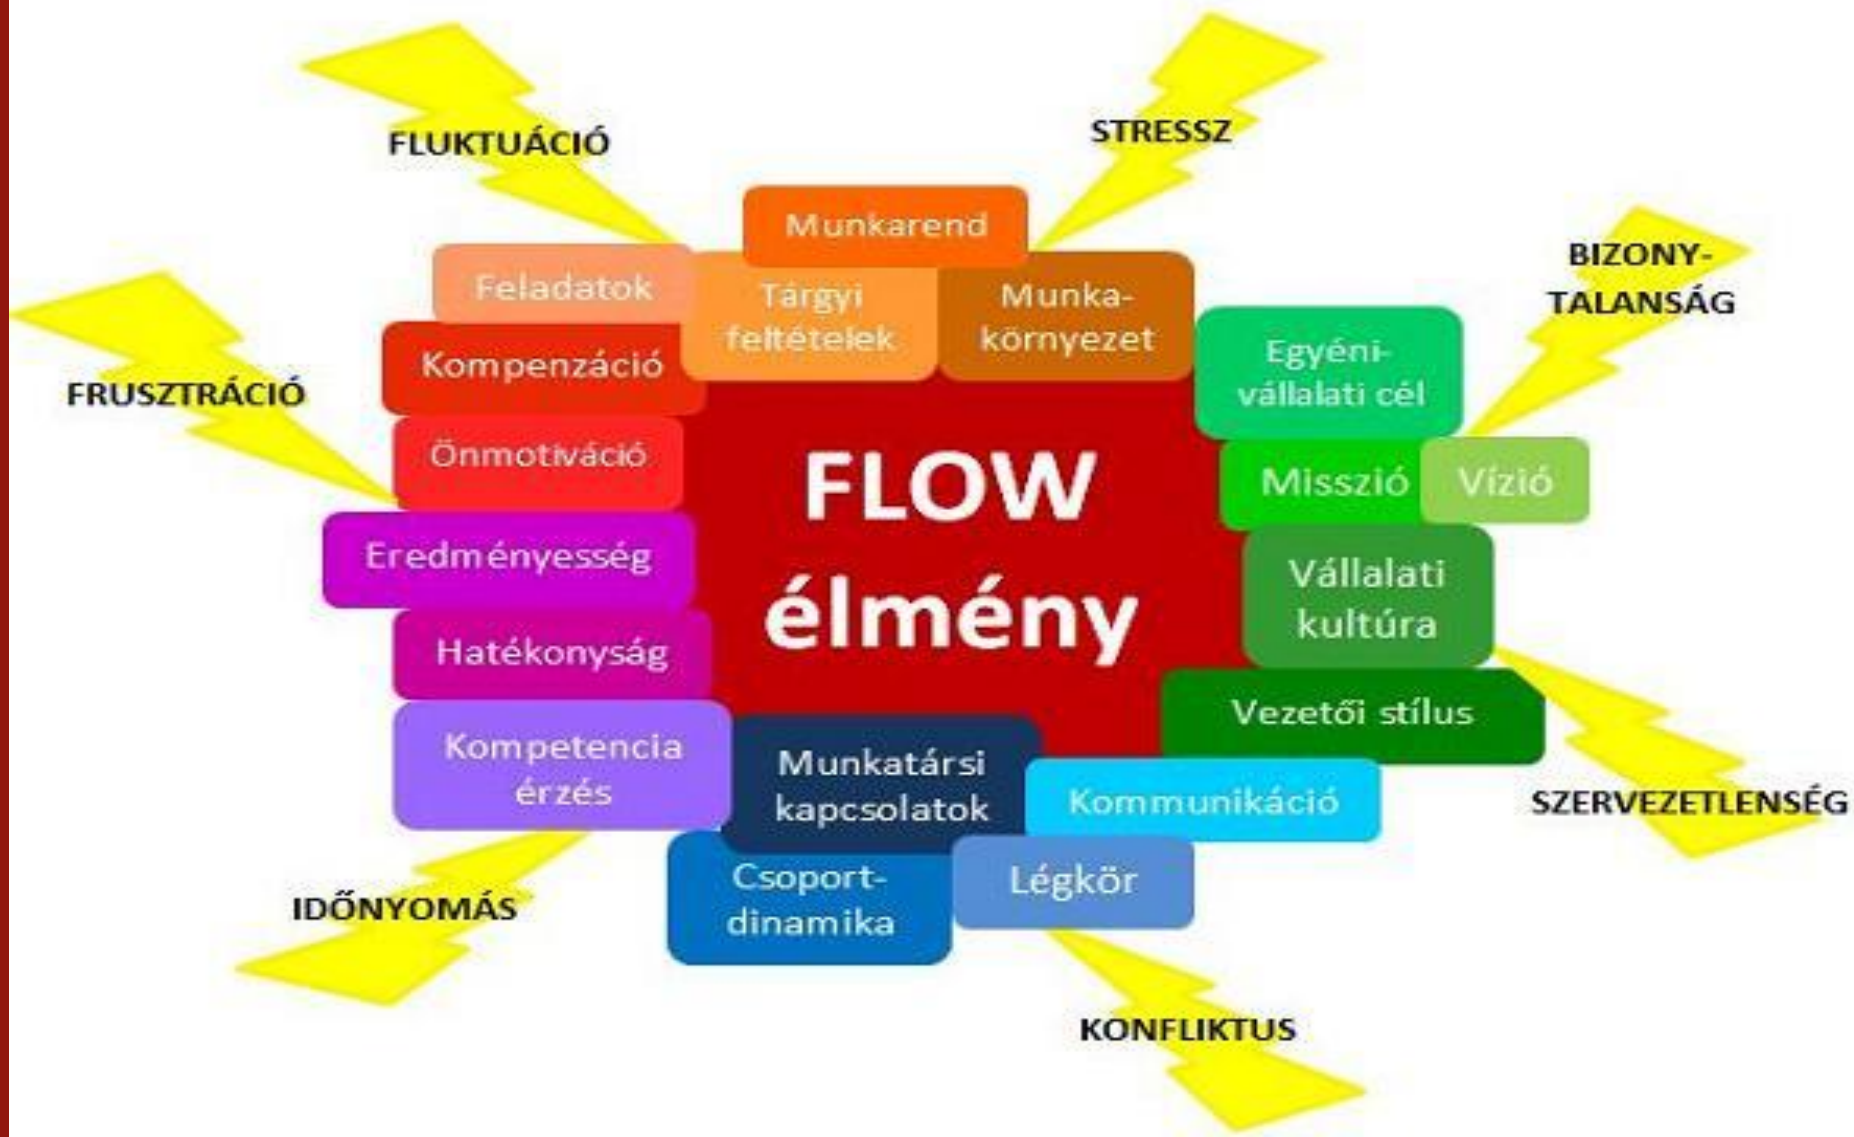 FLUKTUÁCIÓ
STRESSZ
Munkarend
BIZONY-
TALANSÁG
Feladatok
Tárgyi
feltételek
Munka-
környezet
Egyéni-
vállalati cél
Kompenzáció
FRUSZTRÁCIÓ
Önmotiváció
FLOW
élmény
Misszió
Vízió
Eredményesség
Vállalati
kultúra
Hatékonyság
Vezetői stílus
Kompetencia
érzés
Munkatársi
kapcsolatok
Kommunikáció
SZERVEZETLENSÉG
Csoport-
dinamika
Légkör
IDŐNYOMÁS
KONFLIKTUS